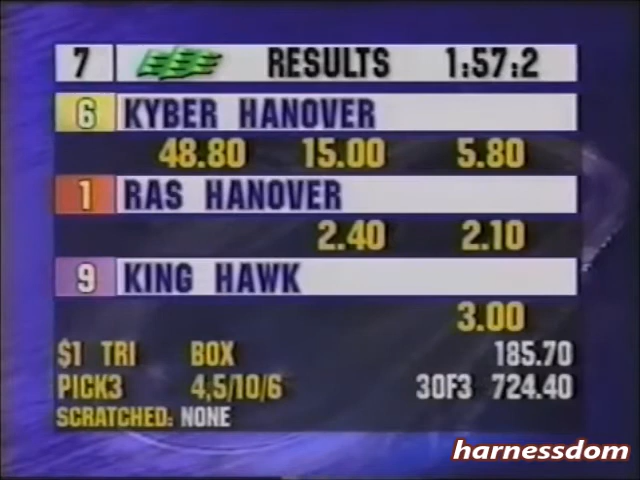 7 RESULTS 1:57:2
6 KYBER HANOVER
48.80 15.00 5.80
1 RAS HANOVER
2.40 2.10
9 KING HAWK
3.00
$1 TRI BOX 185.70
PICK3 4,5/10/6 3OF3 724.40
SCRATCHED: NONE
harnessdom